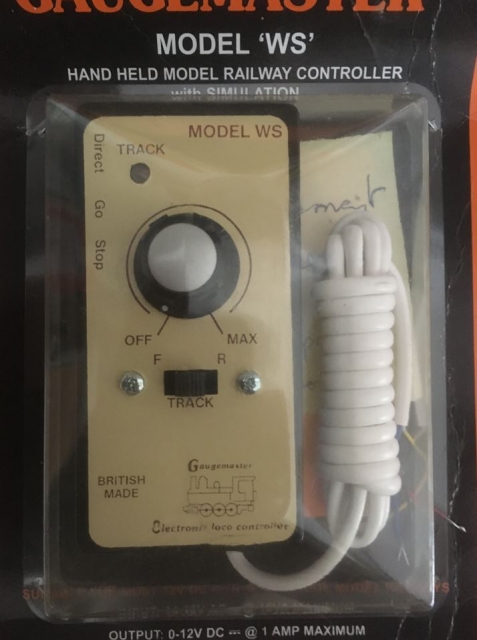 GAUGEMASTER
MODEL 'WS'
HAND HELD MODEL RAILWAY CONTROLLER
with SIMULATION
MODEL WS
Direct
Go
Stop
TRACK
OFF
MAX
F
R
TRACK
BRITISH
MADE
Gaugemaster
Electronic loco controller
OUTPUT: 0-12V DC @ 1 AMP MAXIMUM